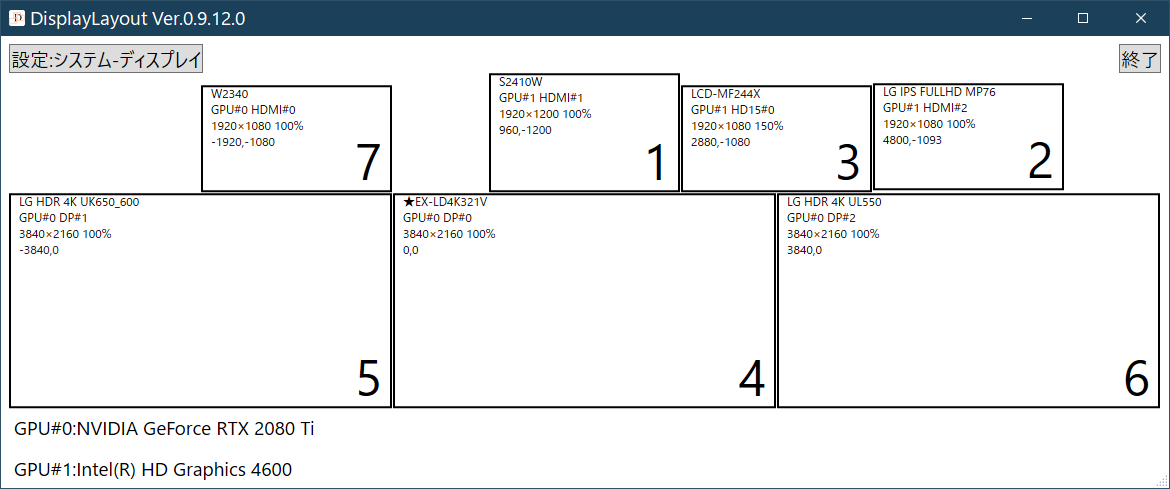 DisplayLayout Ver.0.9.12.0
設定:システム-ディスプレイ
終了
W2340
GPU#0 HDMI#0
1920×1080 100%
-1920,-1080
7
S2410W
GPU#1 HDMI#1
1920×1200 100%
960,-1200
1
LCD-MF244X
GPU#1 HD15#0
1920×1080 150%
2880,-1080
3
LG IPS FULLHD MP76
GPU#1 HDMI#2
1920×1080 100%
4800,-1093
2
LG HDR 4K UK650_600
GPU#0 DP#1
3840×2160 100%
-3840,0
5
★EX-LD4K321V
GPU#0 DP#0
3840×2160 100%
0,0
4
LG HDR 4K UL550
GPU#0 DP#2
3840×2160 100%
3840,0
6
GPU#0:NVIDIA GeForce RTX 2080 Ti
GPU#1:Intel(R) HD Graphics 4600